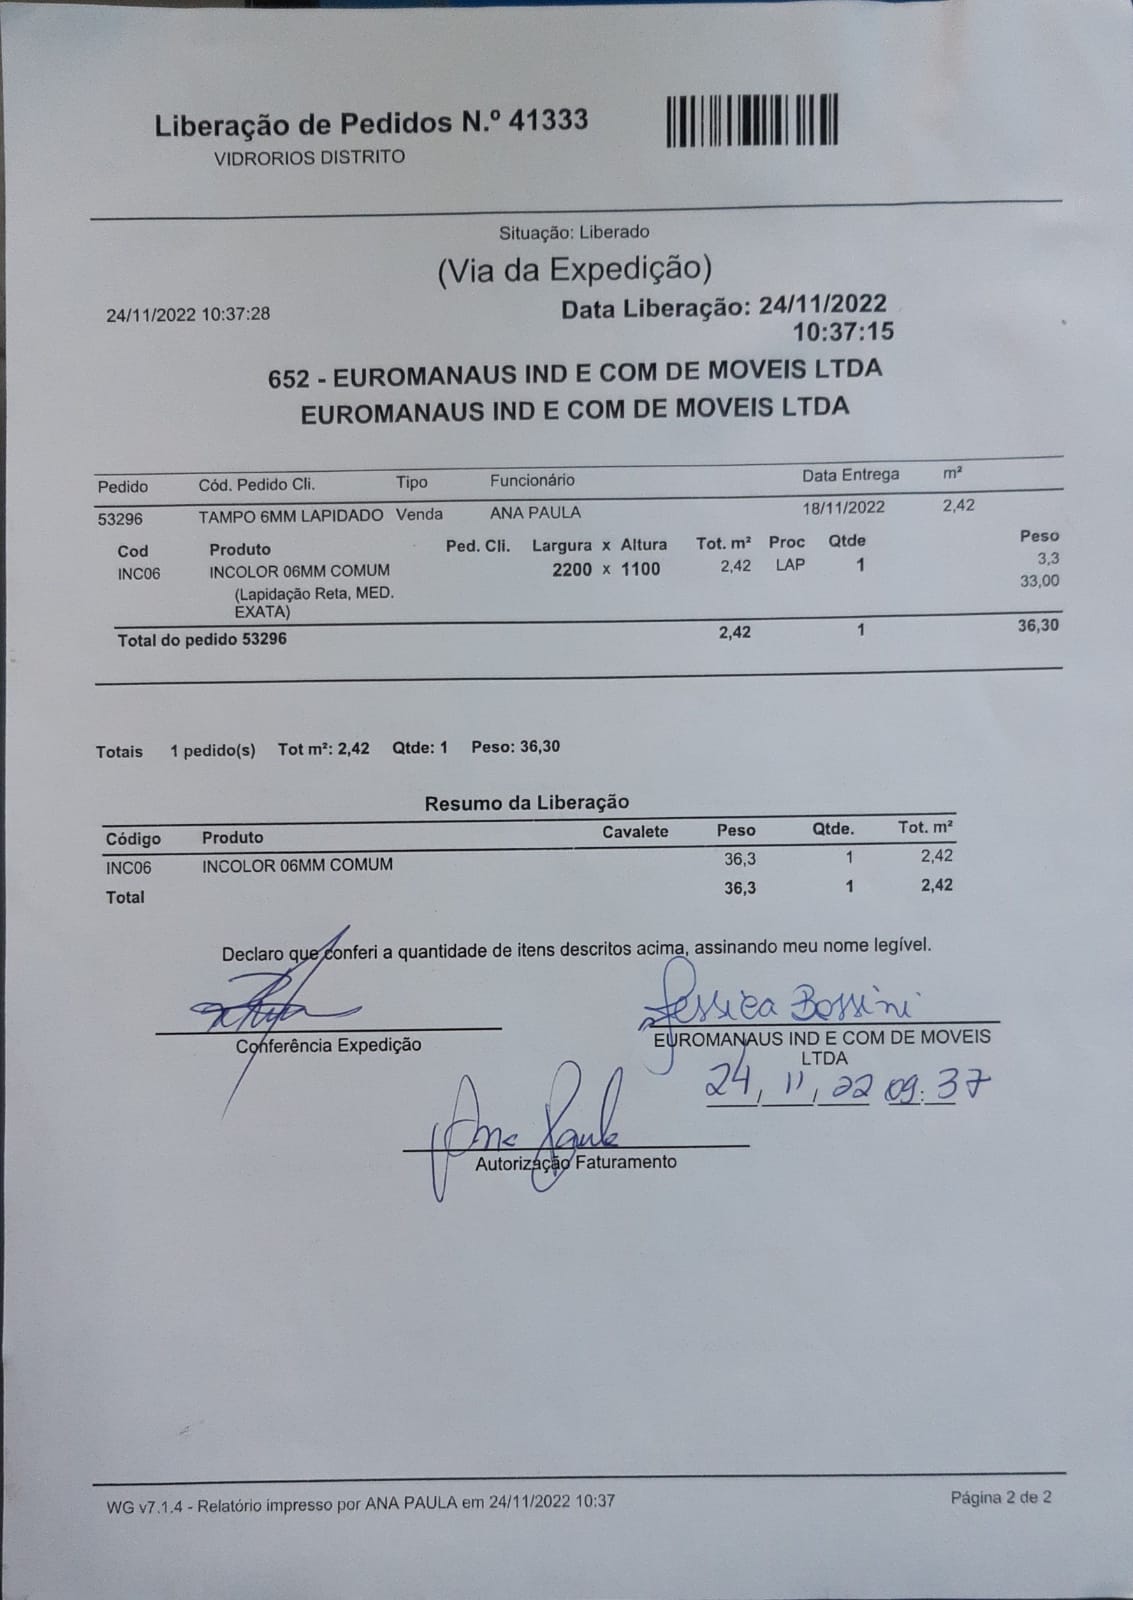 Liberação de Pedidos N.º 41333
VIDRORIOS DISTRITO
Situação: Liberado
(Via da Expedição)
24/11/2022 10:37:28 Data Liberação: 24/11/2022
10:37:15
652 - EUROMANAUS IND E COM DE MOVEIS LTDA
EUROMANAUS IND E COM DE MOVEIS LTDA
Pedido Cód. Pedido Cli. Tipo Funcionário Data Entrega m²
53296 TAMPO 6MM LAPIDADO Venda ANA PAULA 18/11/2022 2,42
Cod Produto Ped. Cli. Largura x Altura Tot. m² Proc Qtde Peso
INC06 INCOLOR 06MM COMUM 2200 x 1100 2,42 LAP 1 3,3
(Lapidação Reta, MED. 33,00
EXATA)
Total do pedido 53296 2,42 1 36,30
Totais 1 pedido(s) Tot m²: 2,42 Qtde: 1 Peso: 36,30
Resumo da Liberação
Código Produto Cavalete Peso Qtde. Tot. m²
INC06 INCOLOR 06MM COMUM 36,3 1 2,42
Total 36,3 1 2,42
Declaro que conferi a quantidade de itens descritos acima, assinando meu nome legível.
Jessica Bossini
Conferência Expedição EUROMANAUS IND E COM DE MOVEIS
LTDA
24, 11, 22 09:37
Ana Paula
Autorização Faturamento
WG v7.1.4 - Relatório impresso por ANA PAULA em 24/11/2022 10:37 Página 2 de 2